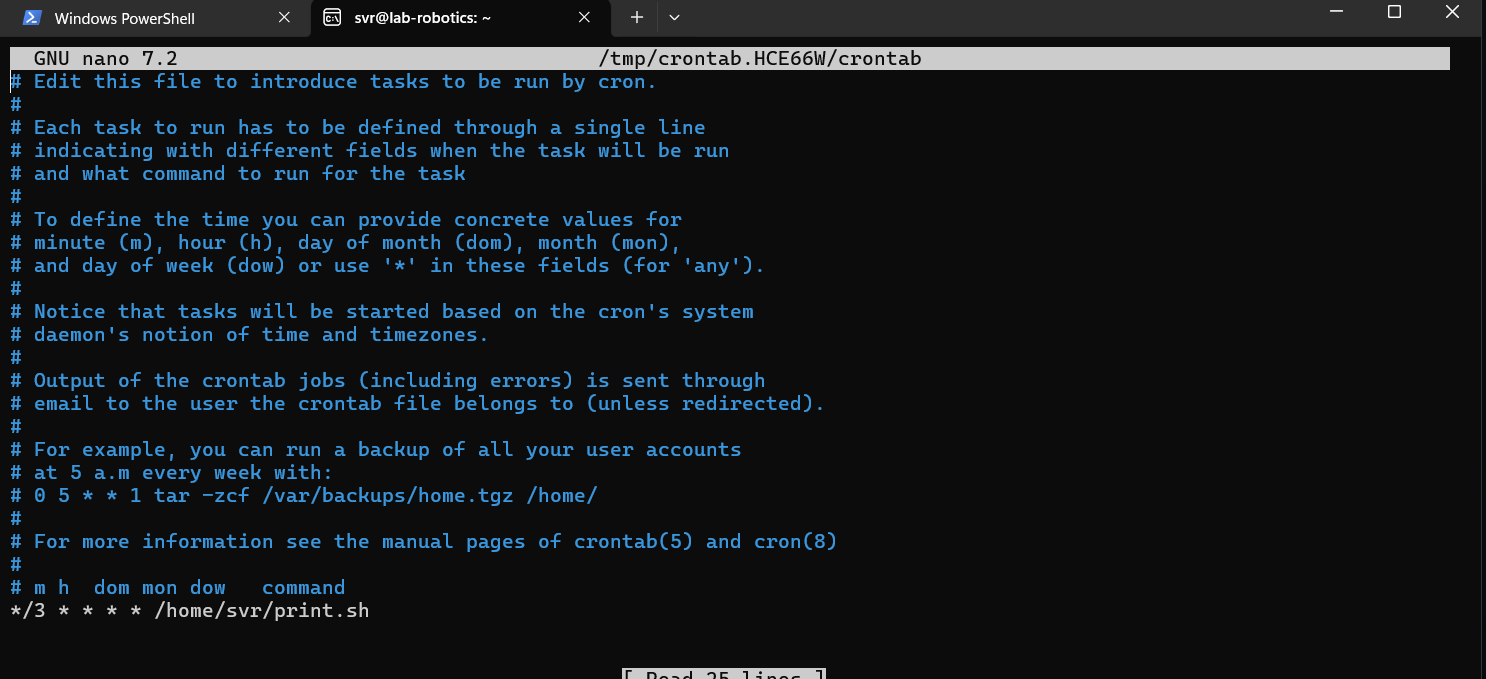 Windows PowerShell
svr@lab-robotics: ~
GNU nano 7.2 /tmp/crontab.HCE66W/crontab
# Edit this file to introduce tasks to be run by cron.
#
# Each task to run has to be defined through a single line
# indicating with different fields when the task will be run
# and what command to run for the task
#
# To define the time you can provide concrete values for
# minute (m), hour (h), day of month (dom), month (mon),
# and day of week (dow) or use '*' in these fields (for 'any').
#
# Notice that tasks will be started based on the cron's system
# daemon's notion of time and timezones.
#
# Output of the crontab jobs (including errors) is sent through
# email to the user the crontab file belongs to (unless redirected).
#
# For example, you can run a backup of all your user accounts
# at 5 a.m every week with:
# 0 5 * * 1 tar -zcf /var/backups/home.tgz /home/
#
# For more information see the manual pages of crontab(5) and cron(8)
#
# m h  dom mon dow   command
*/3 * * * * /home/svr/print.sh
[ Read 25 lines ]